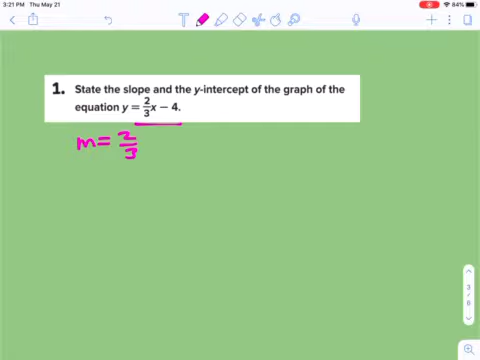 3:21 PM Thu May 21
84%
T
1. State the slope and the y-intercept of the graph of the
equation y = 2/3x − 4.
m = 2/3
3
/
6